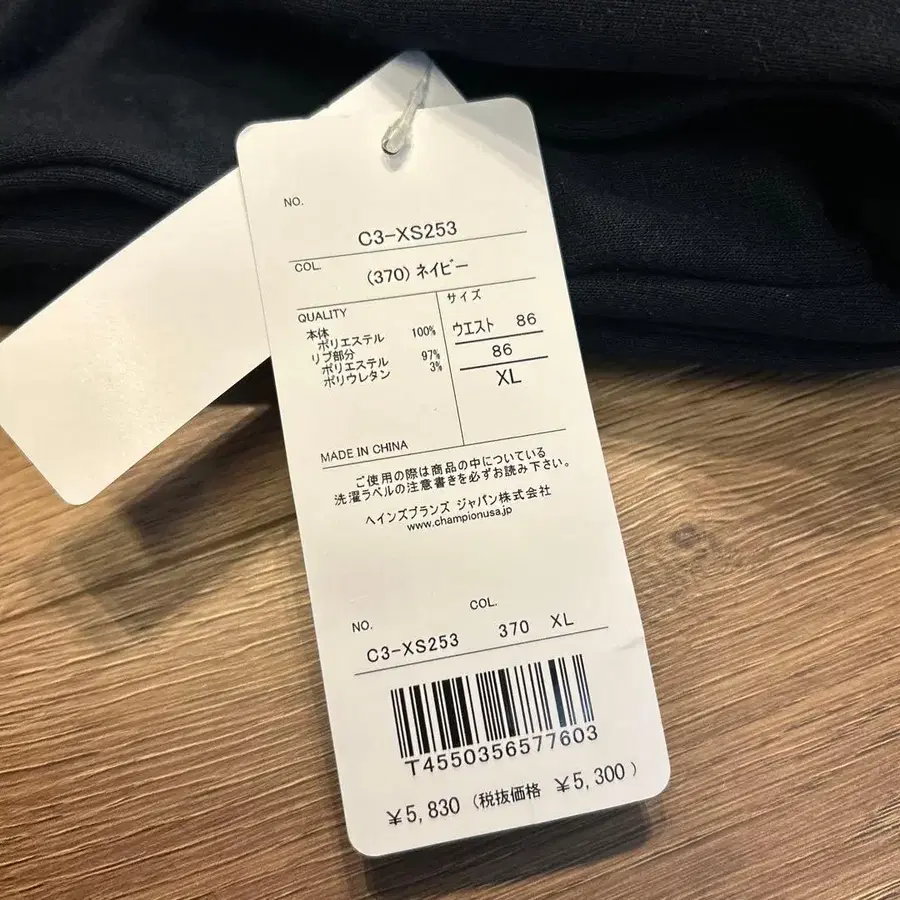 NO.
C3-XS253
COL.
(370) ネイビー
QUALITY
本体
ポリエステル 100%
リブ部分
ポリエステル 97%
ポリウレタン 3%
サイズ
ウエスト 86
86
XL
MADE IN CHINA
ご使用の際は商品の中についている
洗濯ラベルの注意書きを必ずお読み下さい。
ヘインズブランズ ジャパン株式会社
www.championusa.jp
NO. COL.
C3-XS253 370 XL
T4550356577603
¥5,830 (税抜価格 ¥5,300)